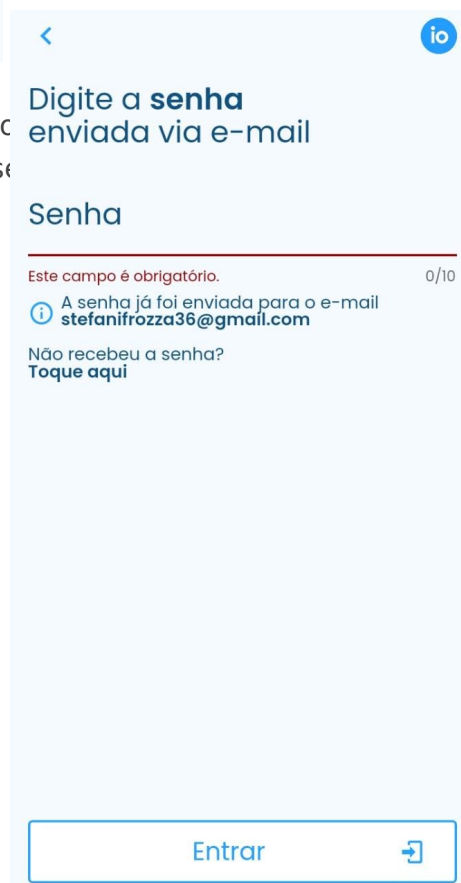 io
Digite a senha
enviada via e-mail
Senha
Este campo é obrigatório. 0/10
A senha já foi enviada para o e-mail
stefanifrozza36@gmail.com
Não recebeu a senha?
Toque aqui
Entrar